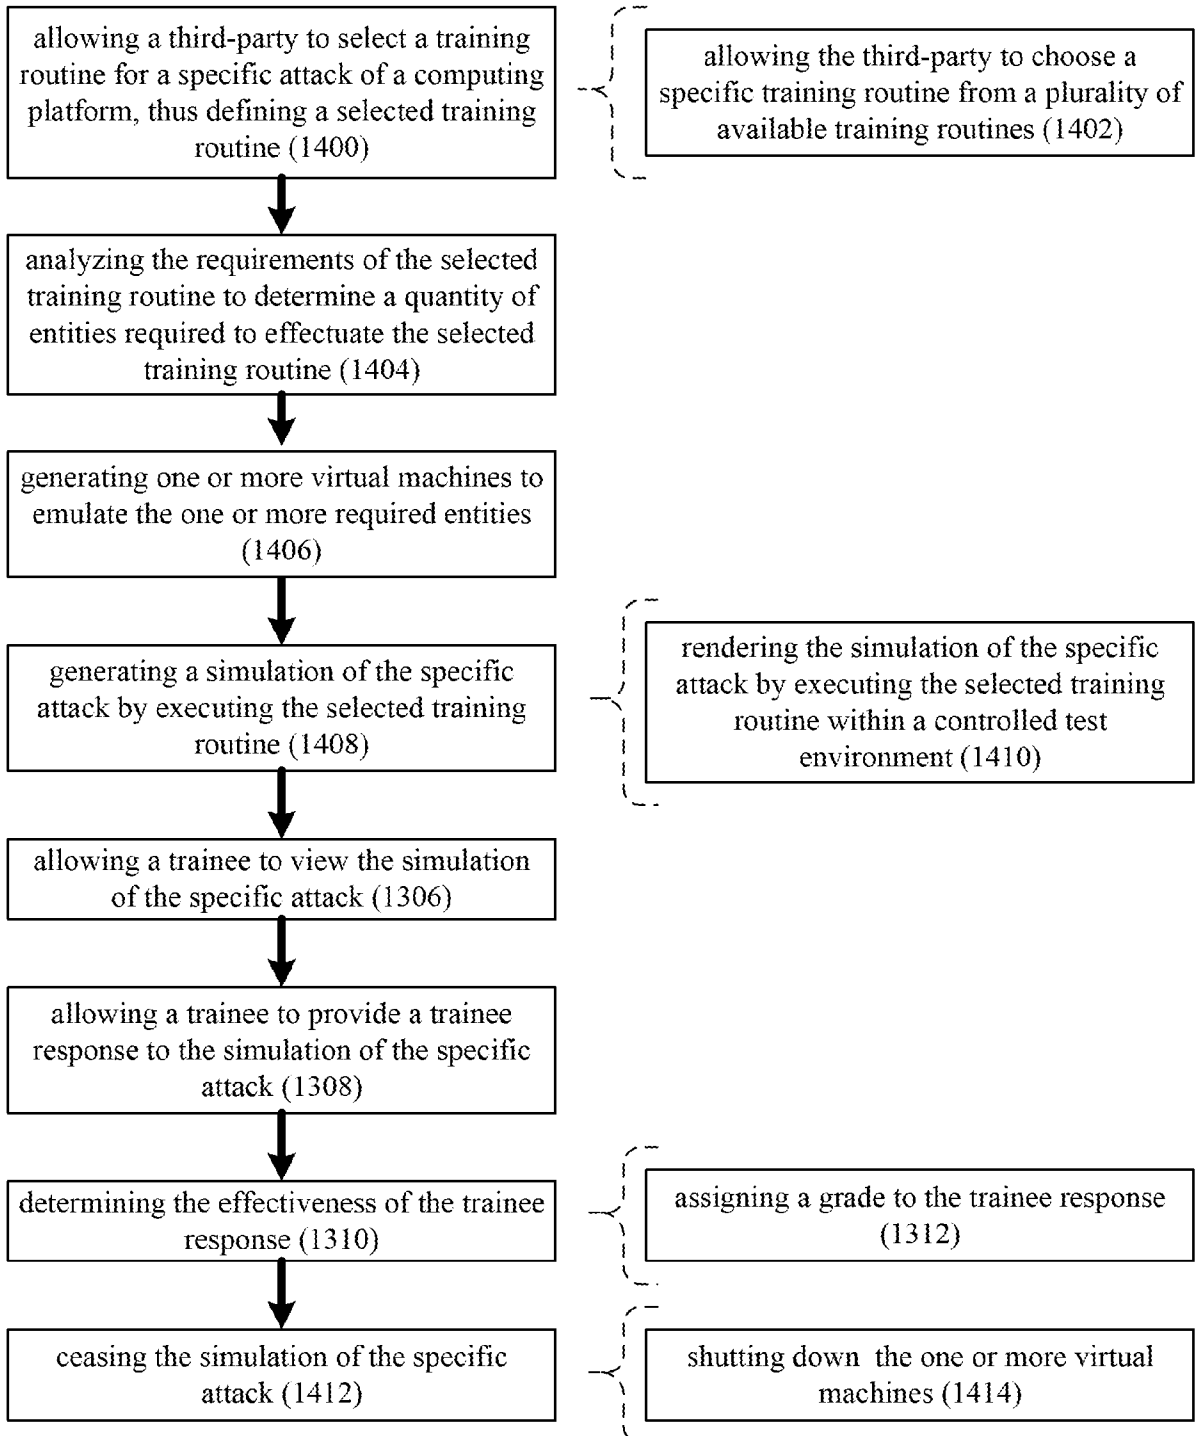 allowing a third-party to select a training
routine for a specific attack of a computing
platform, thus defining a selected training
routine (1400)
allowing the third-party to choose a
specific training routine from a plurality of
available training routines (1402)
analyzing the requirements of the selected
training routine to determine a quantity of
entities required to effectuate the selected
training routine (1404)
generating one or more virtual machines to
emulate the one or more required entities
(1406)
generating a simulation of the specific
attack by executing the selected training
routine (1408)
rendering the simulation of the specific
attack by executing the selected training
routine within a controlled test
environment (1410)
allowing a trainee to view the simulation
of the specific attack (1306)
allowing a trainee to provide a trainee
response to the simulation of the specific
attack (1308)
determining the effectiveness of the trainee
response (1310)
assigning a grade to the trainee response
(1312)
ceasing the simulation of the specific
attack (1412)
shutting down  the one or more virtual
machines (1414)